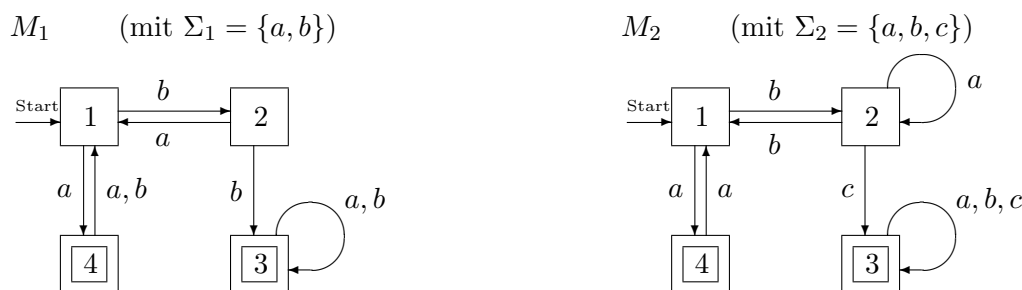 M₁ (mit Σ₁ = {a, b}) M₂ (mit Σ₂ = {a, b, c})
b b a
Start 1 2 Start 1 2
a b
a a, b b a, b a a c a, b, c
4 3 4 3